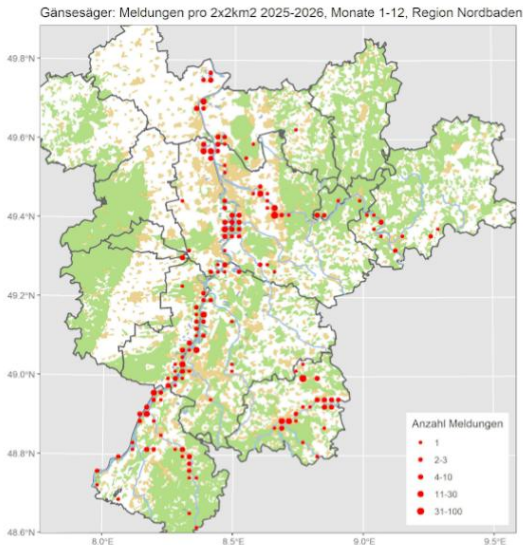 Gänsesäger: Meldungen pro 2x2km2 2025-2026, Monate 1-12, Region Nordbaden
49.8°N
49.6°N
49.4°N
49.2°N
49.0°N
48.8°N
48.6°N
Anzahl Meldungen
1
2-3
4-10
11-30
31-100
8.0°E
8.5°E
9.0°E
9.5°E